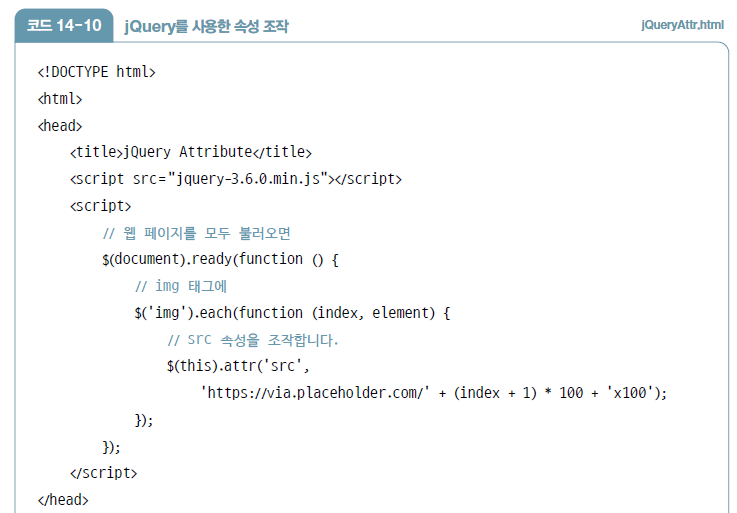 코드 14-10 jQuery를 사용한 속성 조작 jQueryAttr.html
<!DOCTYPE html>
<html>
<head>
    <title>jQuery Attribute</title>
    <script src="jquery-3.6.0.min.js"></script>
    <script>
        // 웹 페이지를 모두 불러오면
        $(document).ready(function () {
            // img 태그에
            $('img').each(function (index, element) {
                // src 속성을 조작합니다.
                $(this).attr('src',
                    'https://via.placeholder.com/' + (index + 1) * 100 + 'x100');
            });
        });
    </script>
</head>